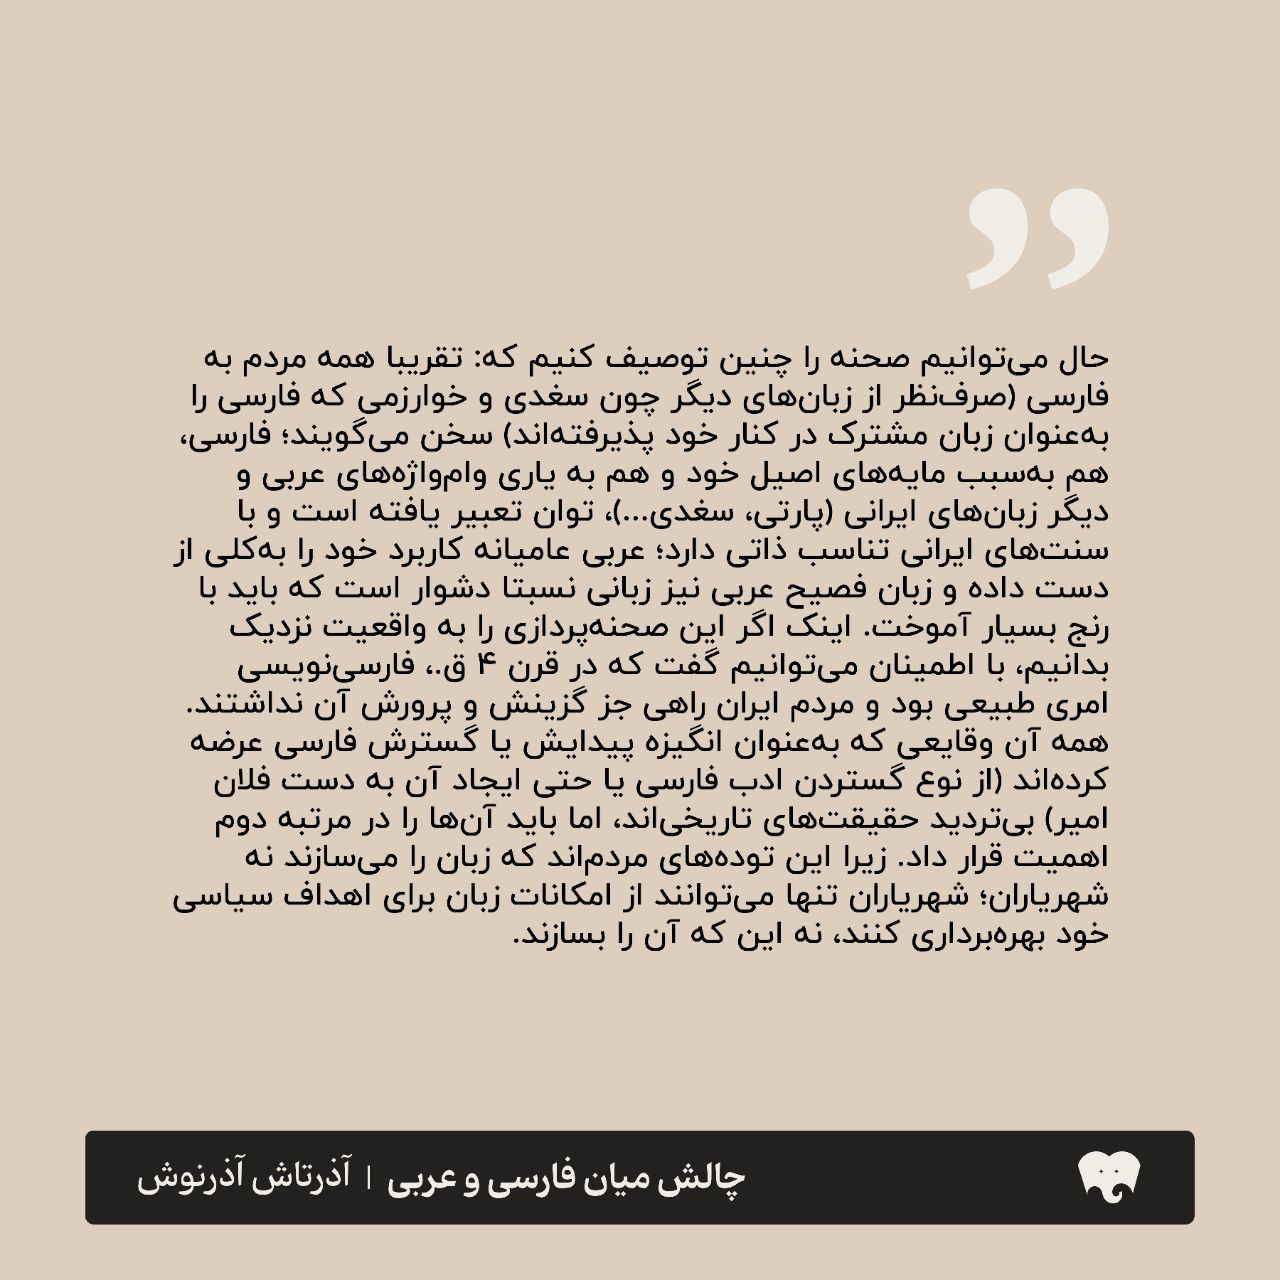 ”
حال می‌توانیم صحنه را چنین توصیف کنیم که: تقریبا همه مردم به
فارسی (صرف‌نظر از زبان‌های دیگر چون سغدی و خوارزمی که فارسی را
به‌عنوان زبان مشترک در کنار خود پذیرفته‌اند) سخن می‌گویند؛ فارسی،
هم به‌سبب مایه‌های اصیل خود و هم به یاری وام‌واژه‌های عربی و
دیگر زبان‌های ایرانی (پارتی، سغدی...)، توان تعبیر یافته است و با
سنت‌های ایرانی تناسب ذاتی دارد؛ عربی عامیانه کاربرد خود را به‌کلی از
دست داده و زبان فصیح عربی نیز زبانی نسبتا دشوار است که باید با
رنج بسیار آموخت. اینک اگر این صحنه‌پردازی را به واقعیت نزدیک
بدانیم، با اطمینان می‌توانیم گفت که در قرن ۴ ق.، فارسی‌نویسی
امری طبیعی بود و مردم ایران راهی جز گزینش و پرورش آن نداشتند.
همه آن وقایعی که به‌عنوان انگیزه پیدایش یا گسترش فارسی عرضه
کرده‌اند (از نوع گستردن ادب فارسی یا حتی ایجاد آن به دست فلان
امیر) بی‌تردید حقیقت‌های تاریخی‌اند، اما باید آن‌ها را در مرتبه دوم
اهمیت قرار داد. زیرا این توده‌های مردم‌اند که زبان را می‌سازند نه
شهریاران؛ شهریاران تنها می‌توانند از امکانات زبان برای اهداف سیاسی
خود بهره‌برداری کنند، نه این که آن را بسازند.
چالش میان فارسی و عربی | آذرتاش آذرنوش